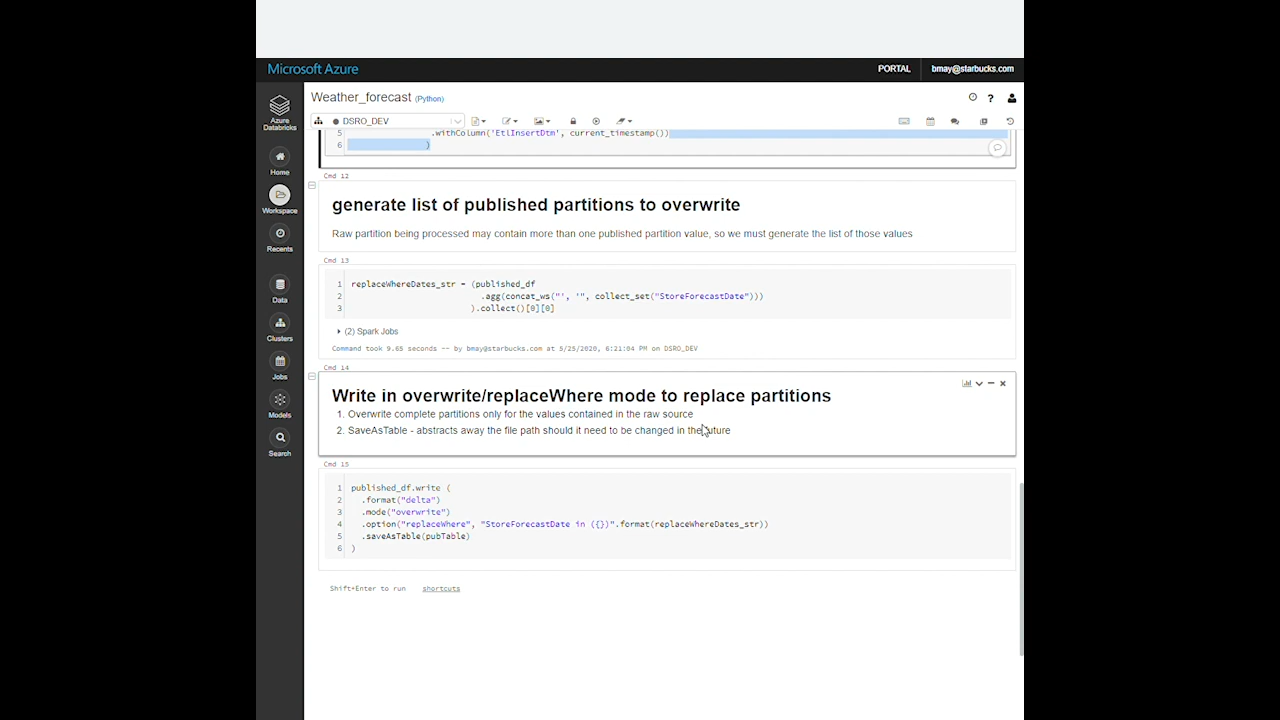 Microsoft Azure
PORTAL
bmay@starbucks.com
Weather_forecast (Python)
?
DSRO_DEV
Azure
Databricks
Home
Workspace
Recents
Data
Clusters
Jobs
Models
Search
5 .withColumn('EtlInsertDtm', current_timestamp())
6 )
Cmd 12
generate list of published partitions to overwrite
Raw partition being processed may contain more than one published partition value, so we must generate the list of those values
Cmd 13
1 replaceWhereDates_str = (published_df
2 .agg(concat_ws("', '", collect_set("StoreForecastDate")))
3 ).collect()[0][0]
(2) Spark Jobs
Command took 9.65 seconds -- by bmay@starbucks.com at 5/25/2020, 6:21:04 PM on DSRO_DEV
Cmd 14
Write in overwrite/replaceWhere mode to replace partitions
1. Overwrite complete partitions only for the values contained in the raw source
2. SaveAsTable - abstracts away the file path should it need to be changed in the future
Cmd 15
1 published_df.write (
2 .format("delta")
3 .mode("overwrite")
4 .option("replaceWhere", "StoreForecastDate in ({})".format(replaceWhereDates_str))
5 .saveAsTable(pubTable)
6 )
Shift+Enter to run shortcuts